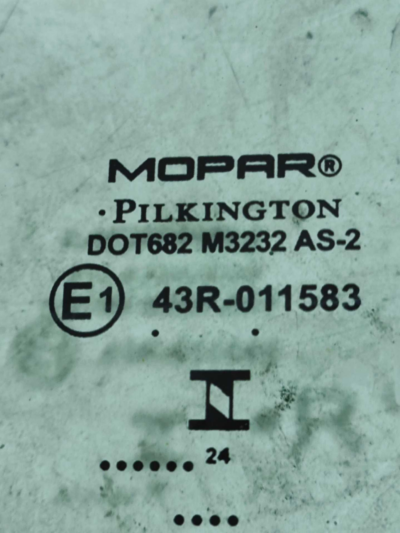 MOPAR®
·PILKINGTON
DOT682 M3232 AS-2
E1 43R-011583
24